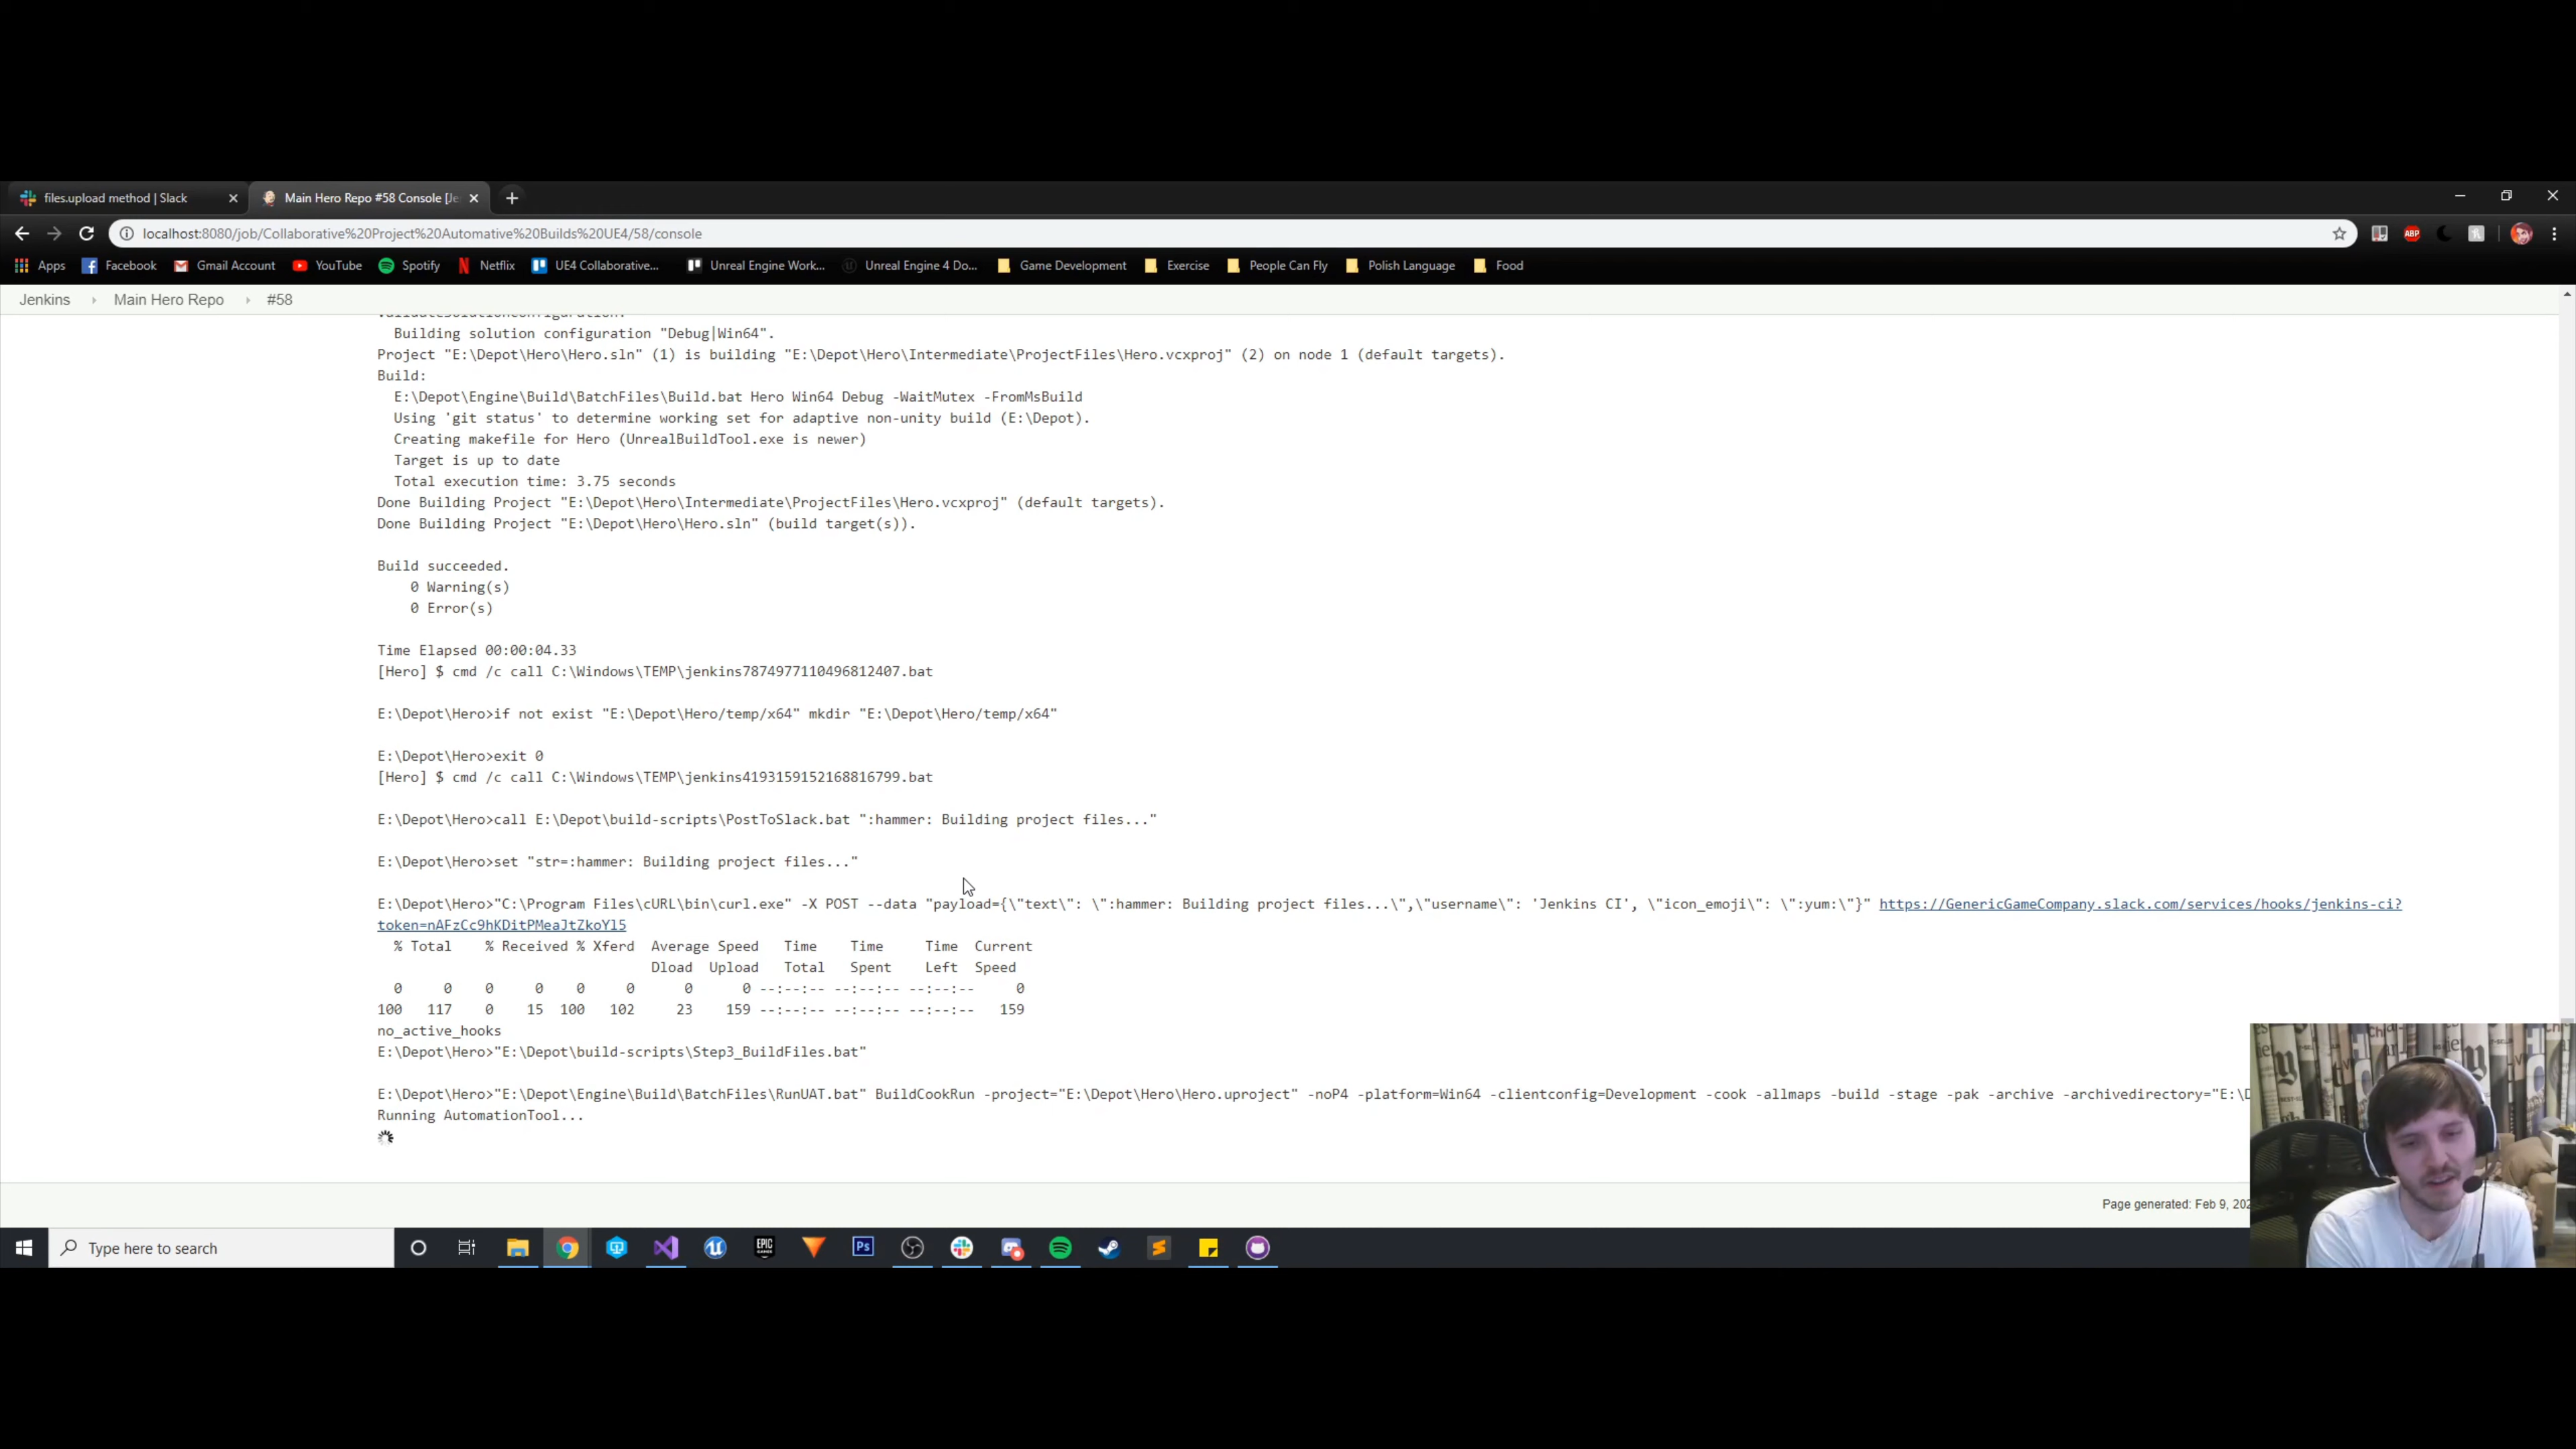 files.upload method | Slack
Main Hero Repo #58 Console [Je
localhost:8080/job/Collaborative%20Project%20Automative%20Builds%20UE4/58/console
Apps Facebook Gmail Account YouTube Spotify Netflix UE4 Collaborative... Unreal Engine Work... Unreal Engine 4 Do... Game Development Exercise People Can Fly Polish Language Food
Jenkins Main Hero Repo #58
ValidateSolutionConfiguration:
Building solution configuration "Debug|Win64".
Project "E:\Depot\Hero\Hero.sln" (1) is building "E:\Depot\Hero\Intermediate\ProjectFiles\Hero.vcxproj" (2) on node 1 (default targets).
Build:
E:\Depot\Engine\Build\BatchFiles\Build.bat Hero Win64 Debug -WaitMutex -FromMsBuild
Using 'git status' to determine working set for adaptive non-unity build (E:\Depot).
Creating makefile for Hero (UnrealBuildTool.exe is newer)
Target is up to date
Total execution time: 3.75 seconds
Done Building Project "E:\Depot\Hero\Intermediate\ProjectFiles\Hero.vcxproj" (default targets).
Done Building Project "E:\Depot\Hero\Hero.sln" (build target(s)).
Build succeeded.
0 Warning(s)
0 Error(s)
Time Elapsed 00:00:04.33
[Hero] $ cmd /c call C:\Windows\TEMP\jenkins7874977110496812407.bat
E:\Depot\Hero>if not exist "E:\Depot\Hero/temp/x64" mkdir "E:\Depot\Hero/temp/x64"
E:\Depot\Hero>exit 0
[Hero] $ cmd /c call C:\Windows\TEMP\jenkins4193159152168816799.bat
E:\Depot\Hero>call E:\Depot\build-scripts\PostToSlack.bat ":hammer: Building project files..."
E:\Depot\Hero>set "str=:hammer: Building project files..."
E:\Depot\Hero>"C:\Program Files\cURL\bin\curl.exe" -X POST --data "payload={\"text\": \":hammer: Building project files...\",\"username\": 'Jenkins CI', \"icon_emoji\": \":yum:\"}" https://GenericGameCompany.slack.com/services/hooks/jenkins-ci?
token=nAFzCc9hKDitPMeaJtZkoYl5
% Total % Received % Xferd Average Speed Time Time Time Current
Dload Upload Total Spent Left Speed
0 0 0 0 0 0 0 0 --:--:-- --:--:-- --:--:-- 0
100 117 0 15 100 102 23 159 --:--:-- --:--:-- --:--:-- 159
no_active_hooks
E:\Depot\Hero>"E:\Depot\build-scripts\Step3_BuildFiles.bat"
E:\Depot\Hero>"E:\Depot\Engine\Build\BatchFiles\RunUAT.bat" BuildCookRun -project="E:\Depot\Hero\Hero.uproject" -noP4 -platform=Win64 -clientconfig=Development -cook -allmaps -build -stage -pak -archive -archivedirectory="E:\D
Running AutomationTool...
Page generated: Feb 9, 202
Type here to search